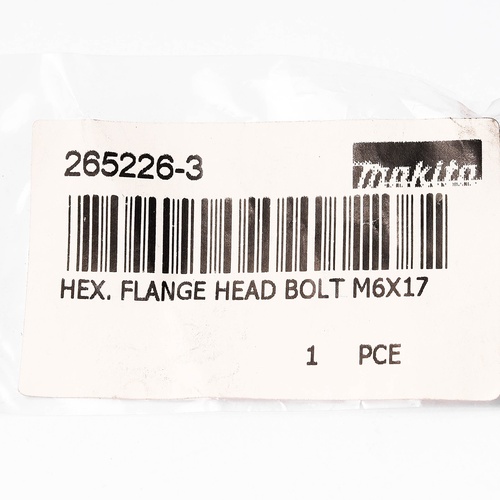 265226-3
makita
HEX. FLANGE HEAD BOLT M6X17
1 PCE